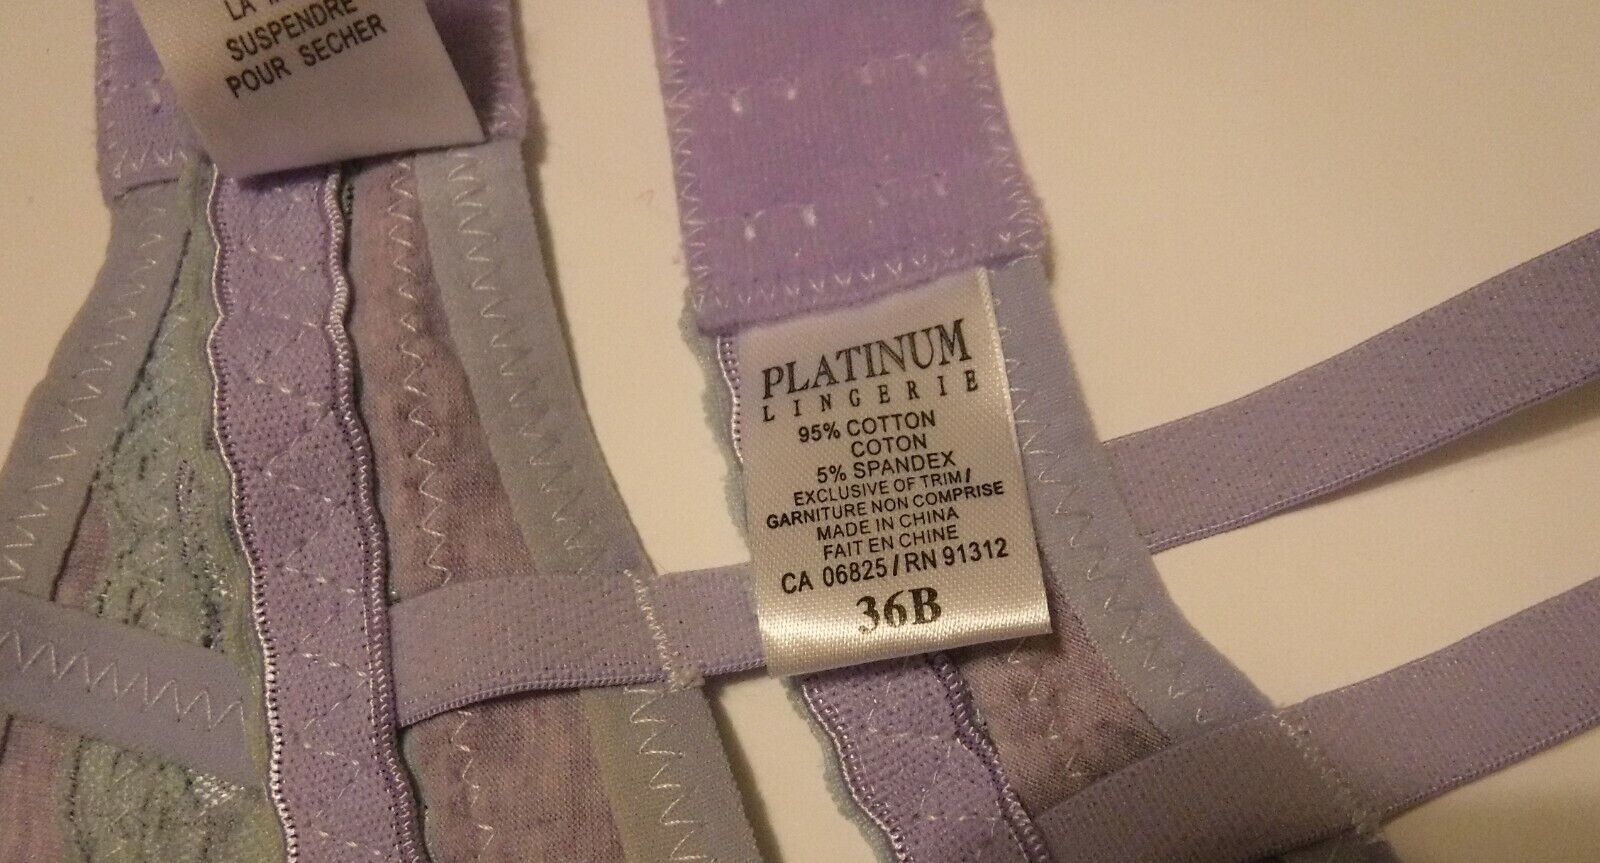 LA
SUSPENDRE
POUR SECHER
PLATINUM
LINGERIE
95% COTTON
COTON
5% SPANDEX
EXCLUSIVE OF TRIM/
GARNITURE NON COMPRISE
MADE IN CHINA
FAIT EN CHINE
CA 06825/RN 91312
36B